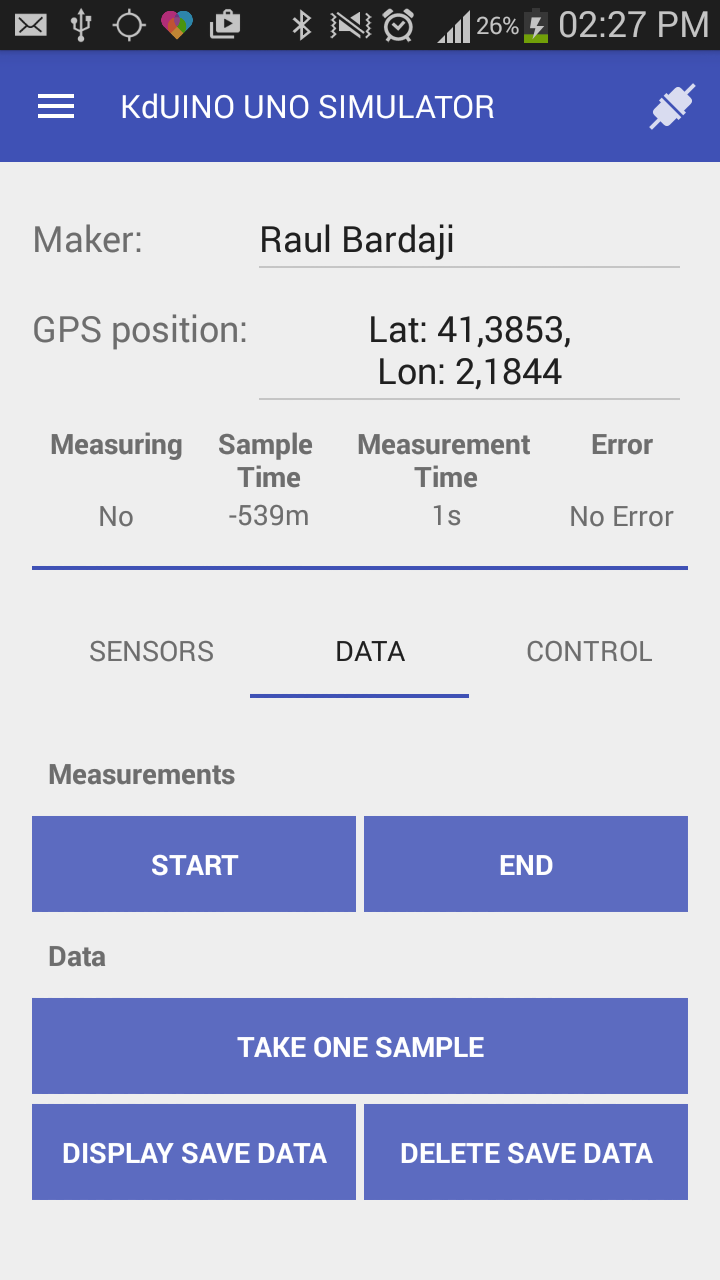 26% 02:27 PM
KdUINO UNO SIMULATOR
Maker: Raul Bardaji
GPS position: Lat: 41,3853,
Lon: 2,1844
Measuring Sample Measurement Error
Time Time
No -539m 1s No Error
SENSORS DATA CONTROL
Measurements
START END
Data
TAKE ONE SAMPLE
DISPLAY SAVE DATA DELETE SAVE DATA